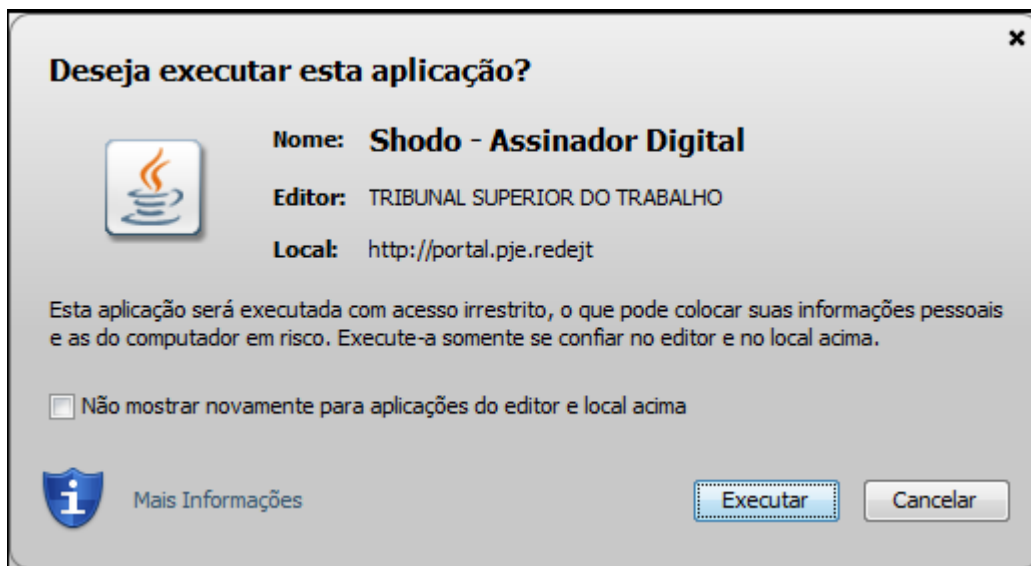 Deseja executar esta aplicação?
Nome: Shodo - Assinador Digital
Editor: TRIBUNAL SUPERIOR DO TRABALHO
Local: http://portal.pje.redejt
Esta aplicação será executada com acesso irrestrito, o que pode colocar suas informações pessoais
e as do computador em risco. Execute-a somente se confiar no editor e no local acima.
Não mostrar novamente para aplicações do editor e local acima
Mais Informações
Executar
Cancelar